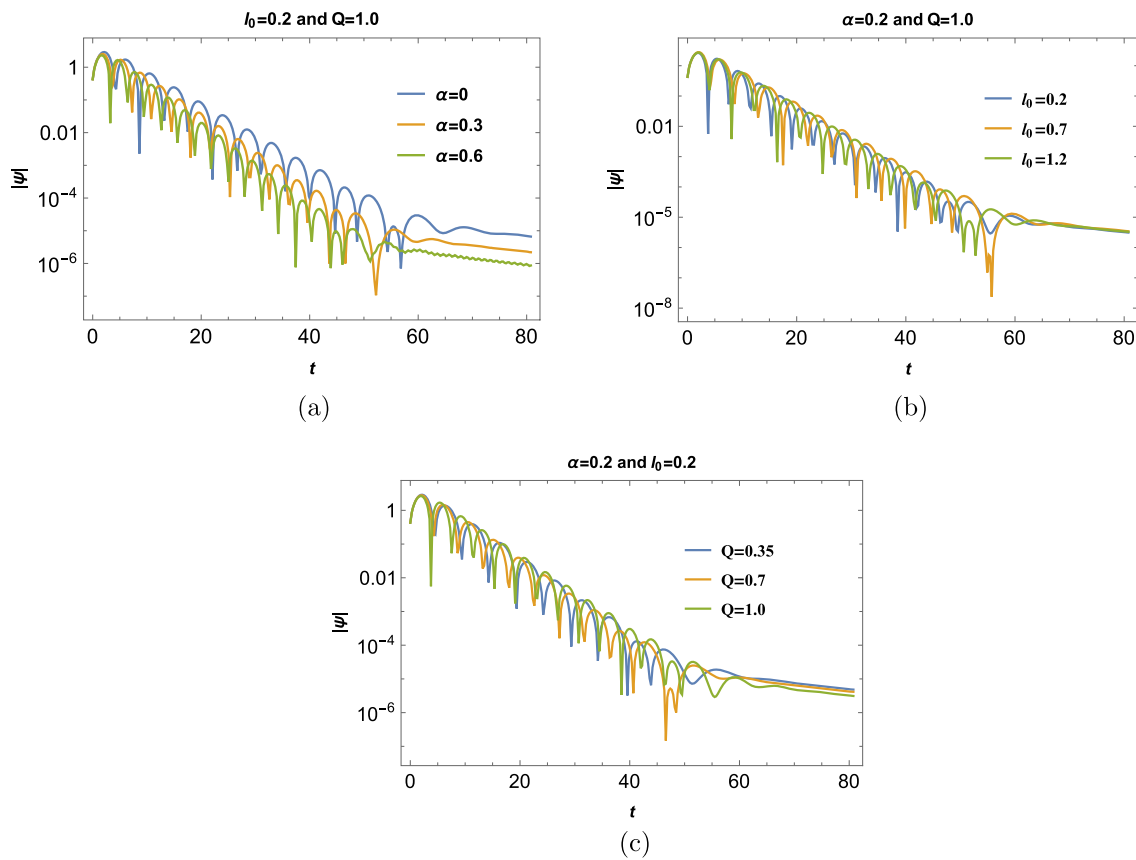 l₀=0.2 and Q=1.0
1
0.01
10⁻⁴
10⁻⁶
|ψ|
α=0
α=0.3
α=0.6
0 20 40 60 80
t
(a)
α=0.2 and Q=1.0
0.01
10⁻⁵
10⁻⁸
|ψ|
l₀=0.2
l₀=0.7
l₀=1.2
0 20 40 60 80
t
(b)
α=0.2 and l₀=0.2
1
0.01
10⁻⁴
10⁻⁶
|ψ|
Q=0.35
Q=0.7
Q=1.0
0 20 40 60 80
t
(c)